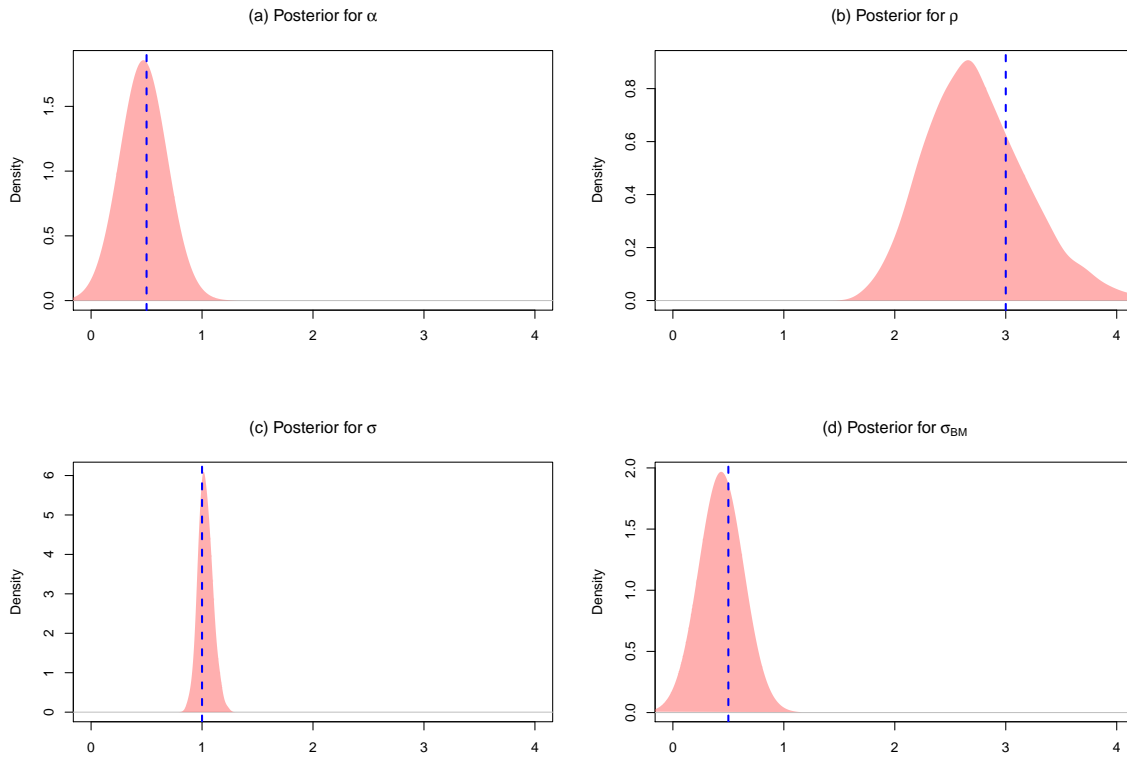 (a) Posterior for α
Density
0.0 0.5 1.0 1.5
0 1 2 3 4
(b) Posterior for ρ
Density
0.0 0.2 0.4 0.6 0.8
0 1 2 3 4
(c) Posterior for σ
Density
0 1 2 3 4 5 6
0 1 2 3 4
(d) Posterior for σBM
Density
0.0 0.5 1.0 1.5 2.0
0 1 2 3 4